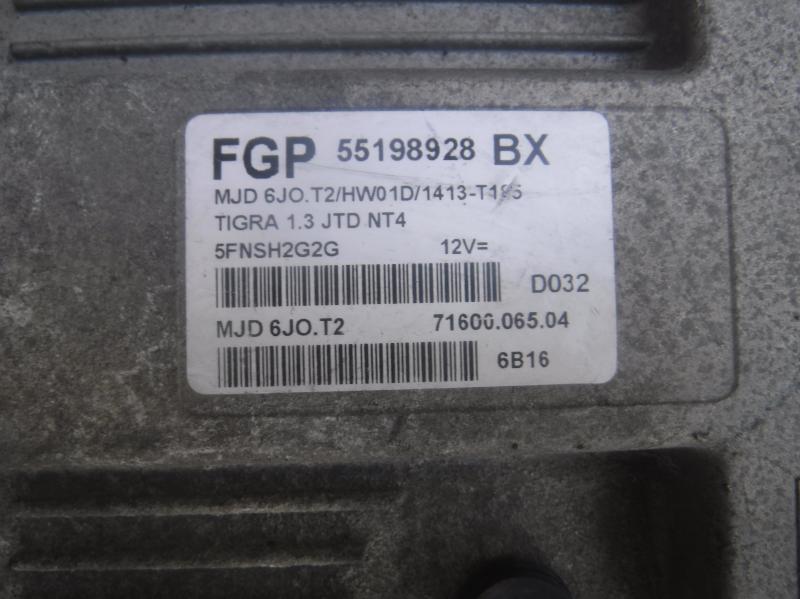 FGP 55198928 BX
MJD 6JO.T2/HW01D/1413-T195
TIGRA 1.3 JTD NT4
5FNSH2G2G 12V=
D032
MJD 6JO.T2 71600.065.04
6B16